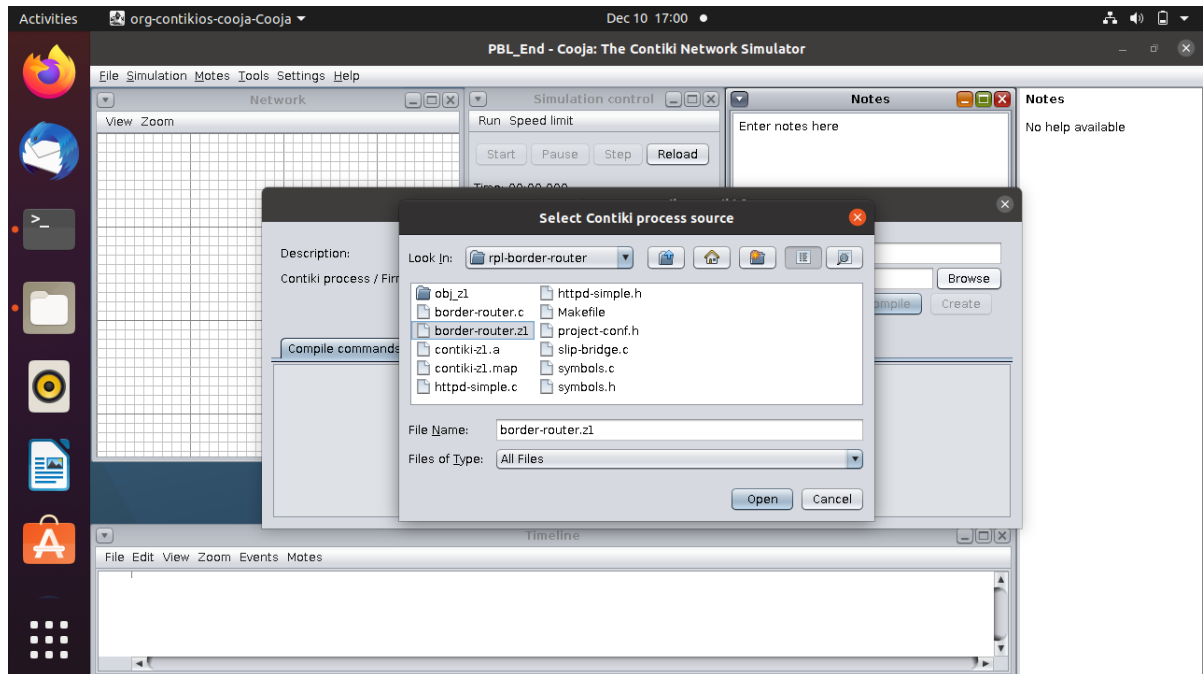 Activities org-contikios-cooja-Cooja Dec 10 17:00
PBL_End - Cooja: The Contiki Network Simulator
File Simulation Motes Tools Settings Help
Network
View Zoom
Simulation control
Run Speed limit
Start Pause Step Reload
Time: 00:00.000
Notes
Enter notes here
Notes
No help available
Description:
Contiki process / Fir
Browse
Create
Compile commands
Select Contiki process source
Look In: rpl-border-router
obj_z1
border-router.c
border-router.z1
contiki-z1.a
contiki-z1.map
httpd-simple.c
httpd-simple.h
Makefile
project-conf.h
slip-bridge.c
symbols.c
symbols.h
File Name: border-router.z1
Files of Type: All Files
Open Cancel
Timeline
File Edit View Zoom Events Motes